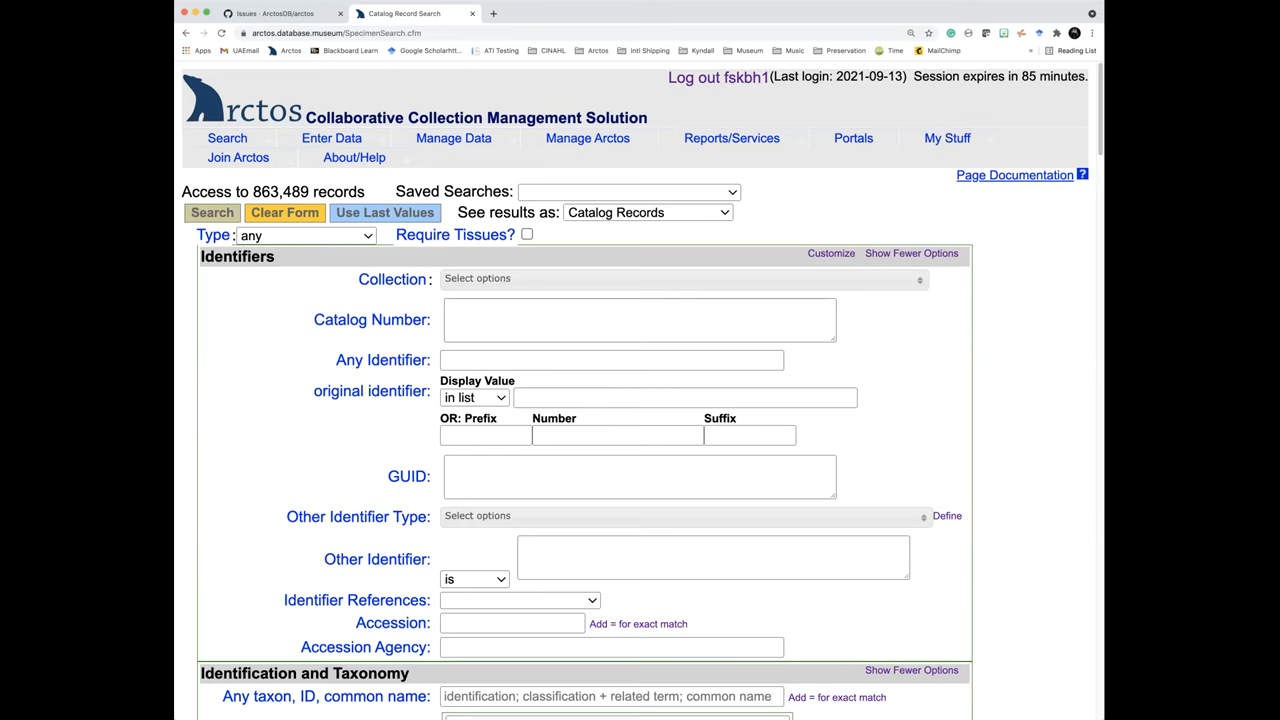 Issues · ArctosDB/arctos
Catalog Record Search
arctos.database.museum/SpecimenSearch.cfm
Apps UAEmail Arctos Blackboard Learn Google Scholarhtt... ATI Testing CINAHL Arctos Intl Shipping Kyndall Museum Music Preservation Time MailChimp » Reading List
Log out fskbh1(Last login: 2021-09-13) Session expires in 85 minutes.
Arctos Collaborative Collection Management Solution
Search Enter Data Manage Data Manage Arctos Reports/Services Portals My Stuff
Join Arctos About/Help
Page Documentation ?
Access to 863,489 records Saved Searches:
Search Clear Form Use Last Values See results as: Catalog Records
Type: any Require Tissues?
Identifiers Customize Show Fewer Options
Collection: Select options
Catalog Number:
Any Identifier:
Display Value
original identifier: in list
OR: Prefix Number Suffix
GUID:
Other Identifier Type: Select options Define
Other Identifier:
is
Identifier References:
Accession: Add = for exact match
Accession Agency:
Identification and Taxonomy Show Fewer Options
Any taxon, ID, common name: identification; classification + related term; common name Add = for exact match